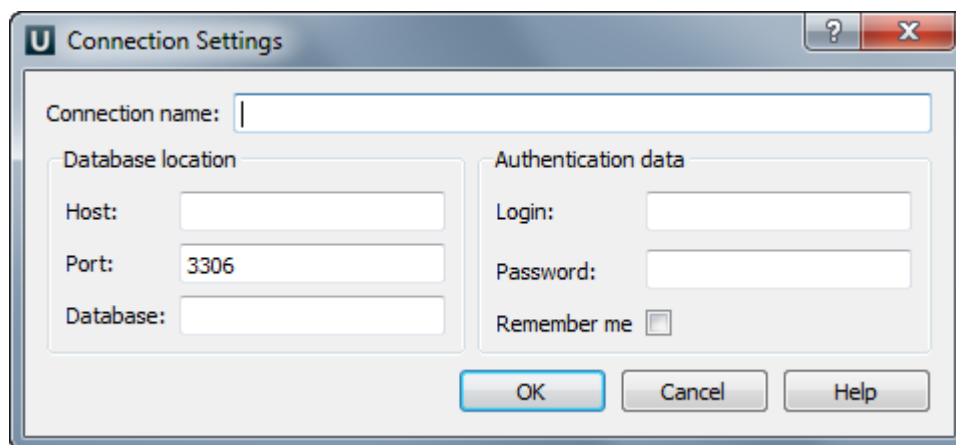 U Connection Settings ? X
Connection name:
Database location
Host:
Port: 3306
Database:
Authentication data
Login:
Password:
Remember me
OK Cancel Help